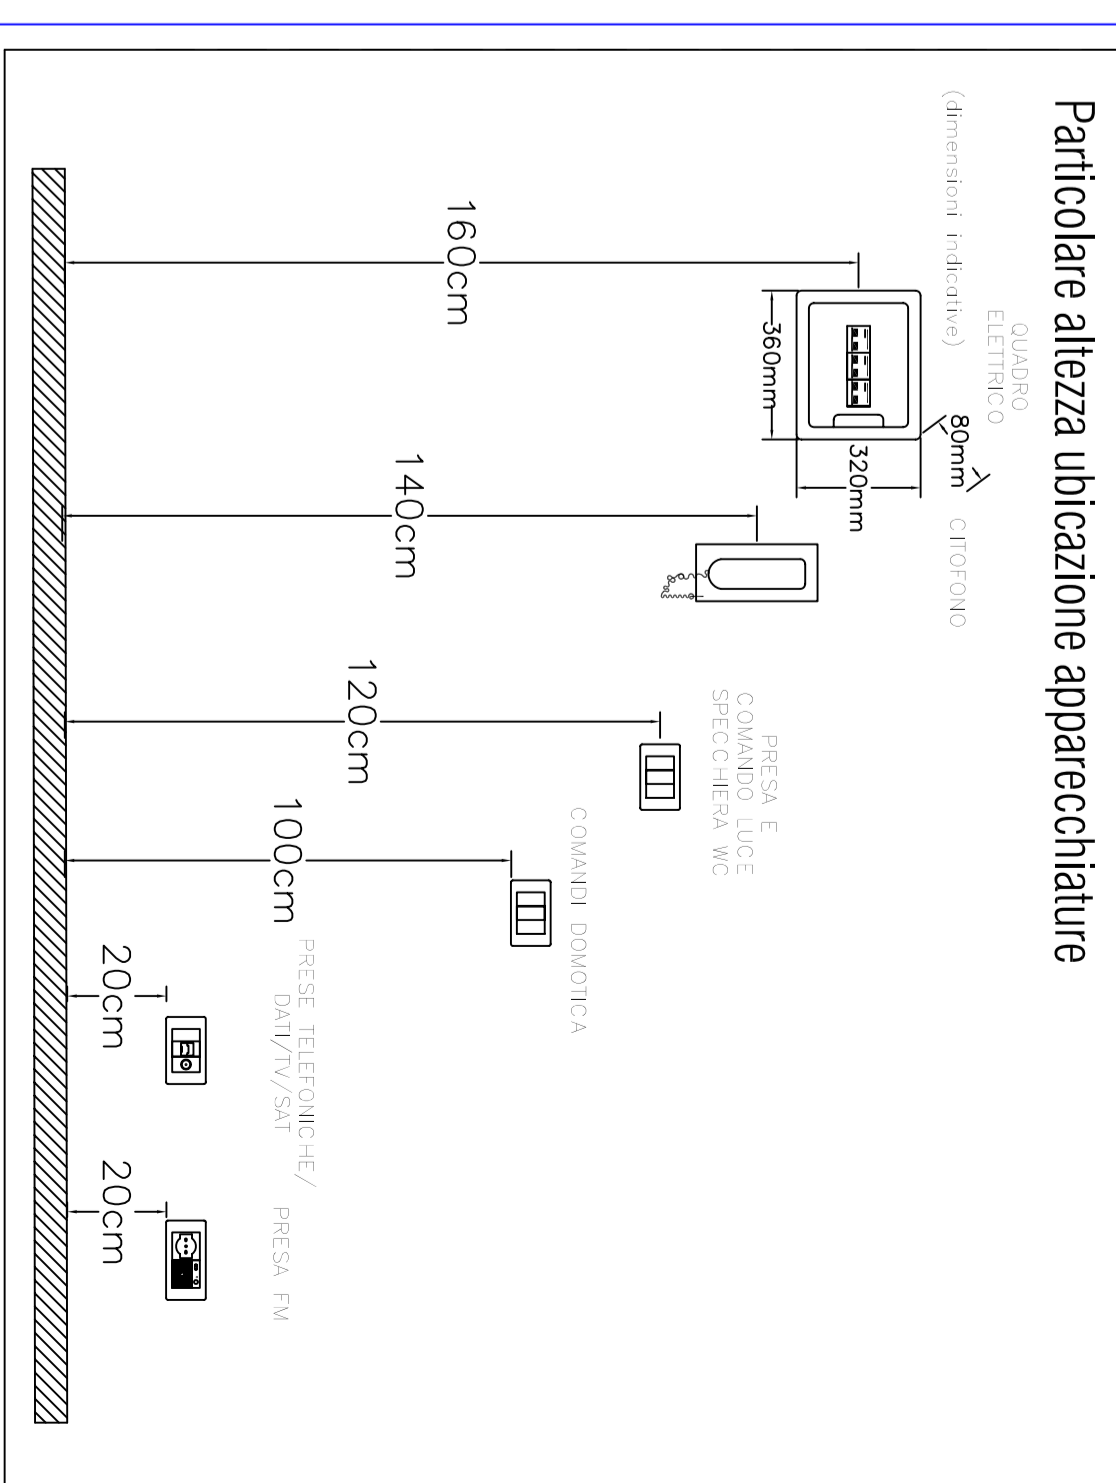 Particolare altezza ubicazione apparecchiature
QUADRO
ELETTRICO
(dimensioni indicative)
80mm
320mm
360mm
160cm
CITOFONO
140cm
PRESA E
COMANDO LUCE
SPECCHIERA WC
120cm
COMANDI DOMOTICA
100cm
PRESE TELEFONICHE/
DATI/TV/SAT
20cm
PRESA FM
20cm